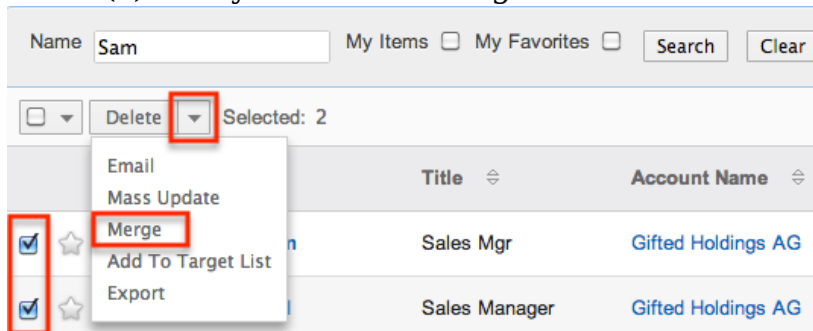 Name Sam My Items My Favorites Search Clear
Delete Selected: 2
Email
Mass Update
Title Account Name
Merge
Sales Mgr Gifted Holdings AG
Add To Target List
Export
Sales Manager Gifted Holdings AG